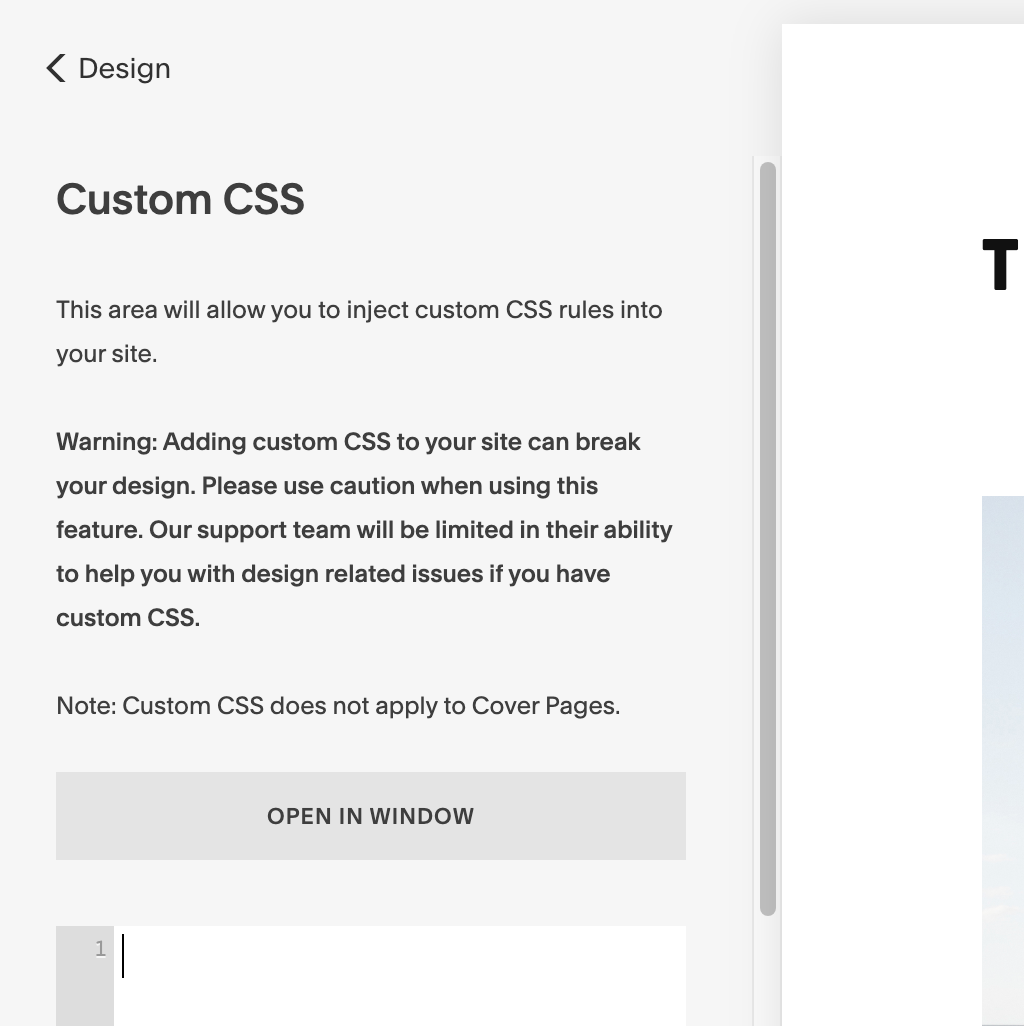 Design
Custom CSS
This area will allow you to inject custom CSS rules into
your site.
Warning: Adding custom CSS to your site can break
your design. Please use caution when using this
feature. Our support team will be limited in their ability
to help you with design related issues if you have
custom CSS.
Note: Custom CSS does not apply to Cover Pages.
OPEN IN WINDOW
1
T